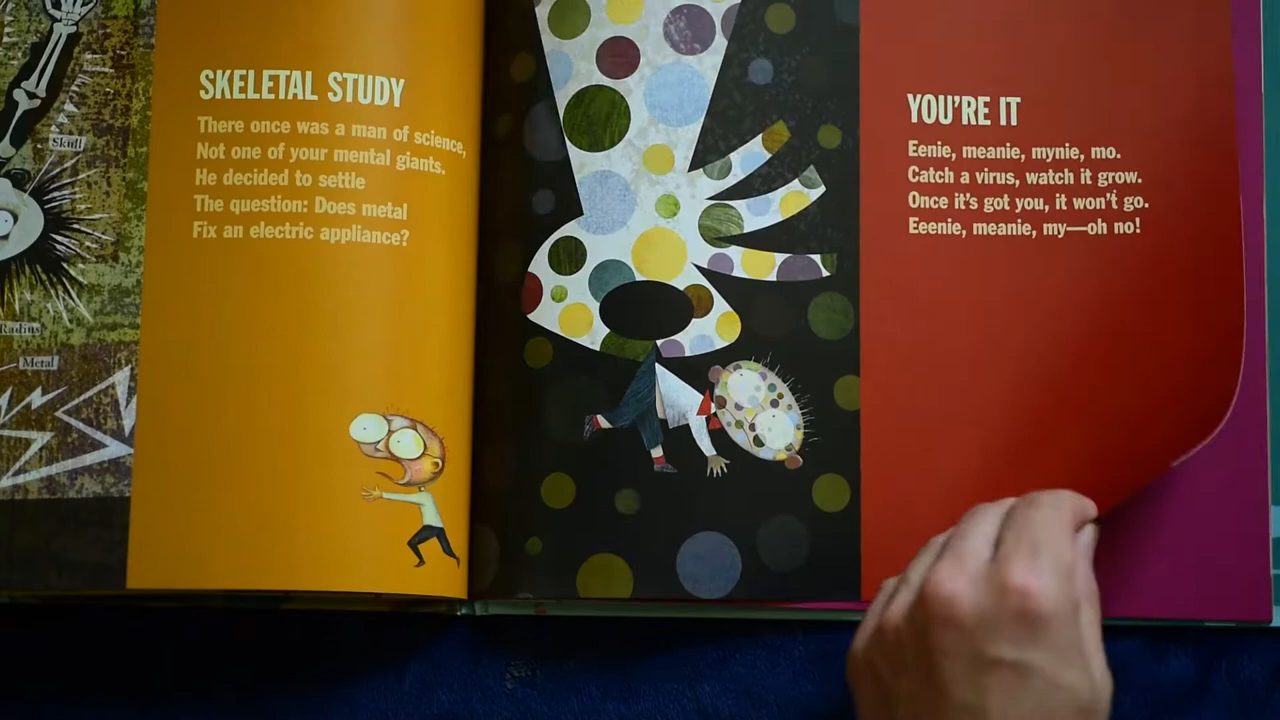 Skull
Radius
Metal
SKELETAL STUDY
There once was a man of science,
Not one of your mental giants.
He decided to settle
The question: Does metal
Fix an electric appliance?
YOU'RE IT
Eenie, meanie, mynie, mo.
Catch a virus, watch it grow.
Once it's got you, it won't go.
Eeenie, meanie, my—oh no!